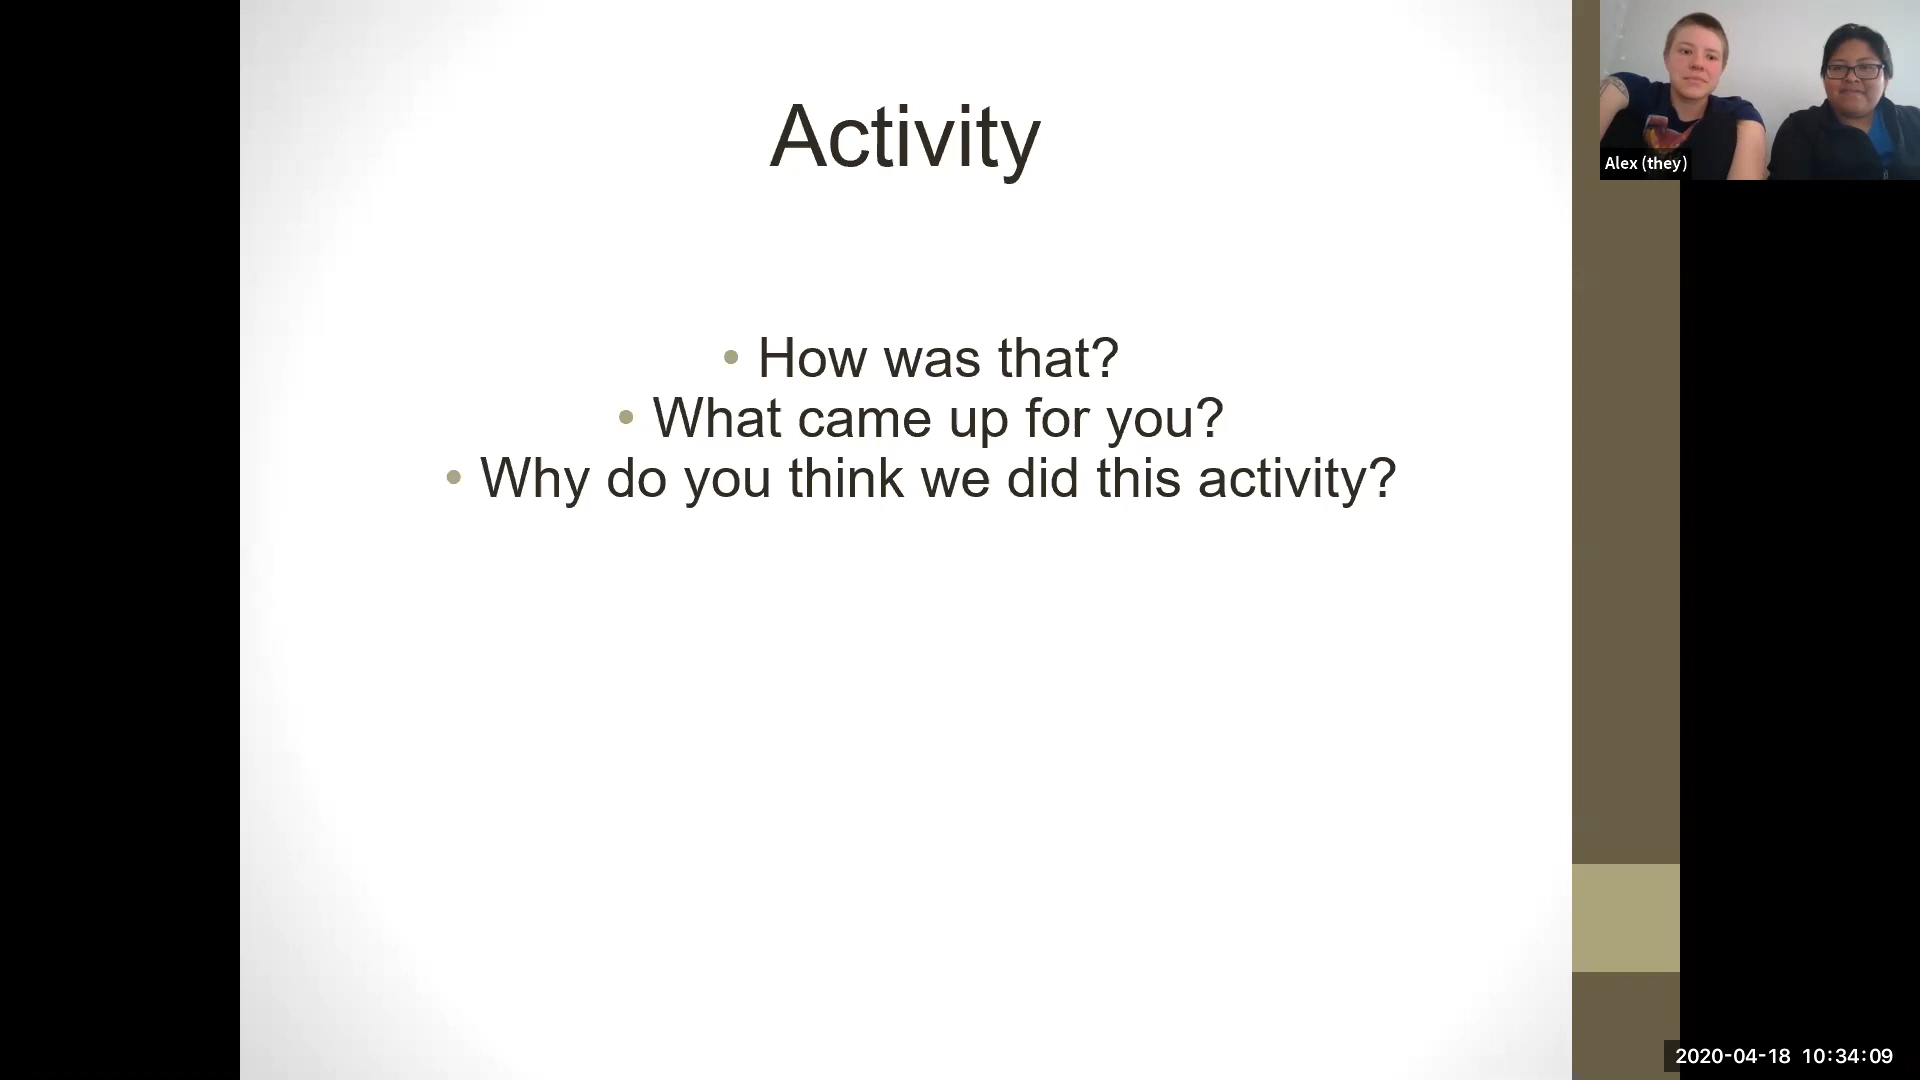 Activity
• How was that?
• What came up for you?
• Why do you think we did this activity?
Alex (they)
2020-04-18 10:34:09